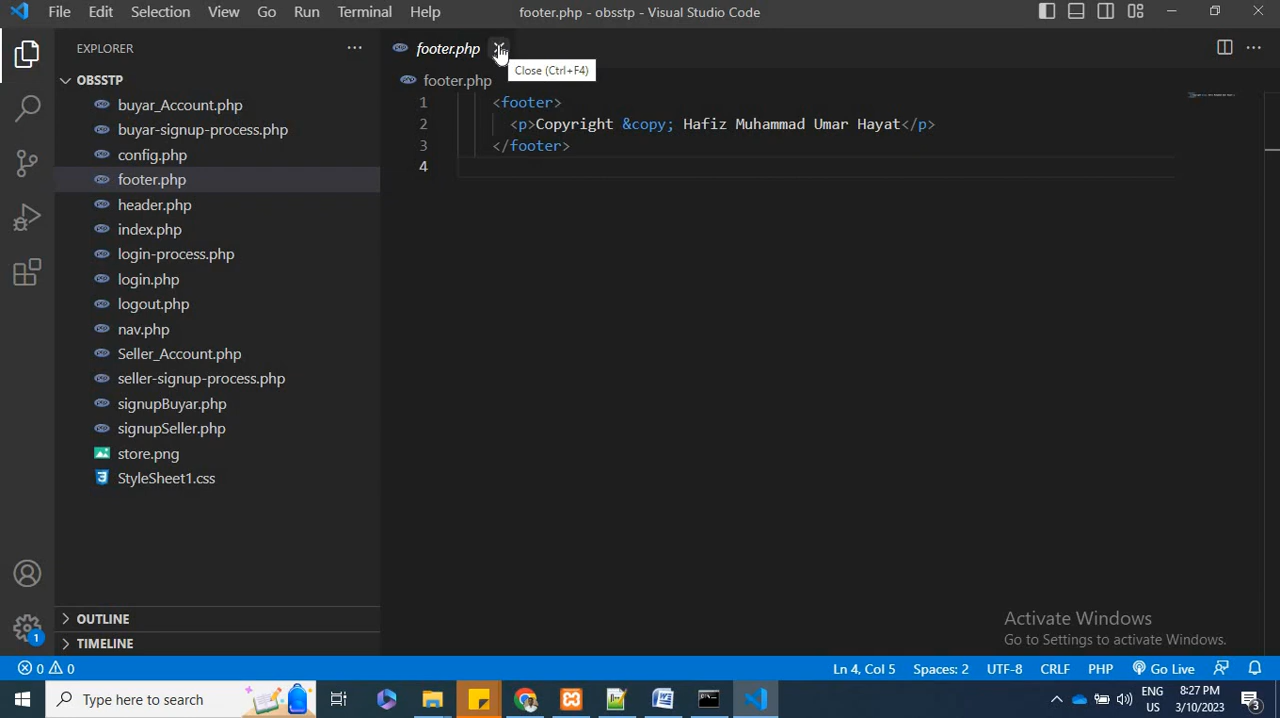 File Edit Selection View Go Run Terminal Help
footer.php - obsstp - Visual Studio Code
EXPLORER
OBSSTP
buyar_Account.php
buyar-signup-process.php
config.php
footer.php
header.php
index.php
login-process.php
login.php
logout.php
nav.php
Seller_Account.php
seller-signup-process.php
signupBuyar.php
signupSeller.php
store.png
StyleSheet1.css
OUTLINE
TIMELINE
footer.php
Close (Ctrl+F4)
footer.php
1 <footer>
2 <p>Copyright &copy; Hafiz Muhammad Umar Hayat</p>
3 </footer>
4
Activate Windows
Go to Settings to activate Windows.
1
0 0 Ln 4, Col 5 Spaces: 2 UTF-8 CRLF PHP Go Live
Type here to search
ENG
US
8:27 PM
3/10/2023
3